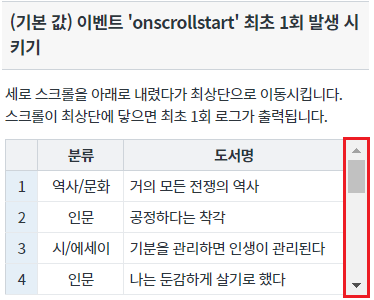 (기본 값) 이벤트 'onscrollstart' 최초 1회 발생 시
키기
세로 스크롤을 아래로 내렸다가 최상단으로 이동시킵니다.
스크롤이 최상단에 닿으면 최초 1회 로그가 출력됩니다.
분류 도서명
1 역사/문화 거의 모든 전쟁의 역사
2 인문 공정하다는 착각
3 시/에세이 기분을 관리하면 인생이 관리된다
4 인문 나는 둔감하게 살기로 했다